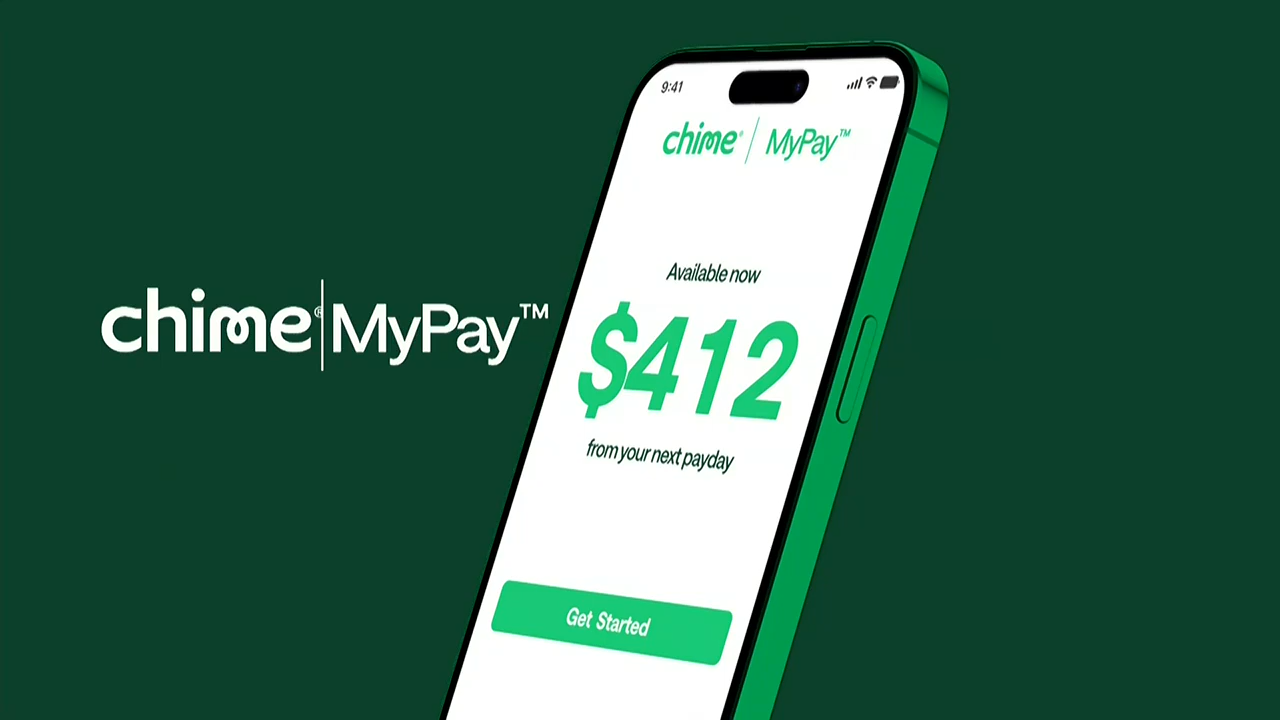 chime® | MyPay™
9:41
chime® | MyPay™
Available now
$412
from your next payday
Get Started